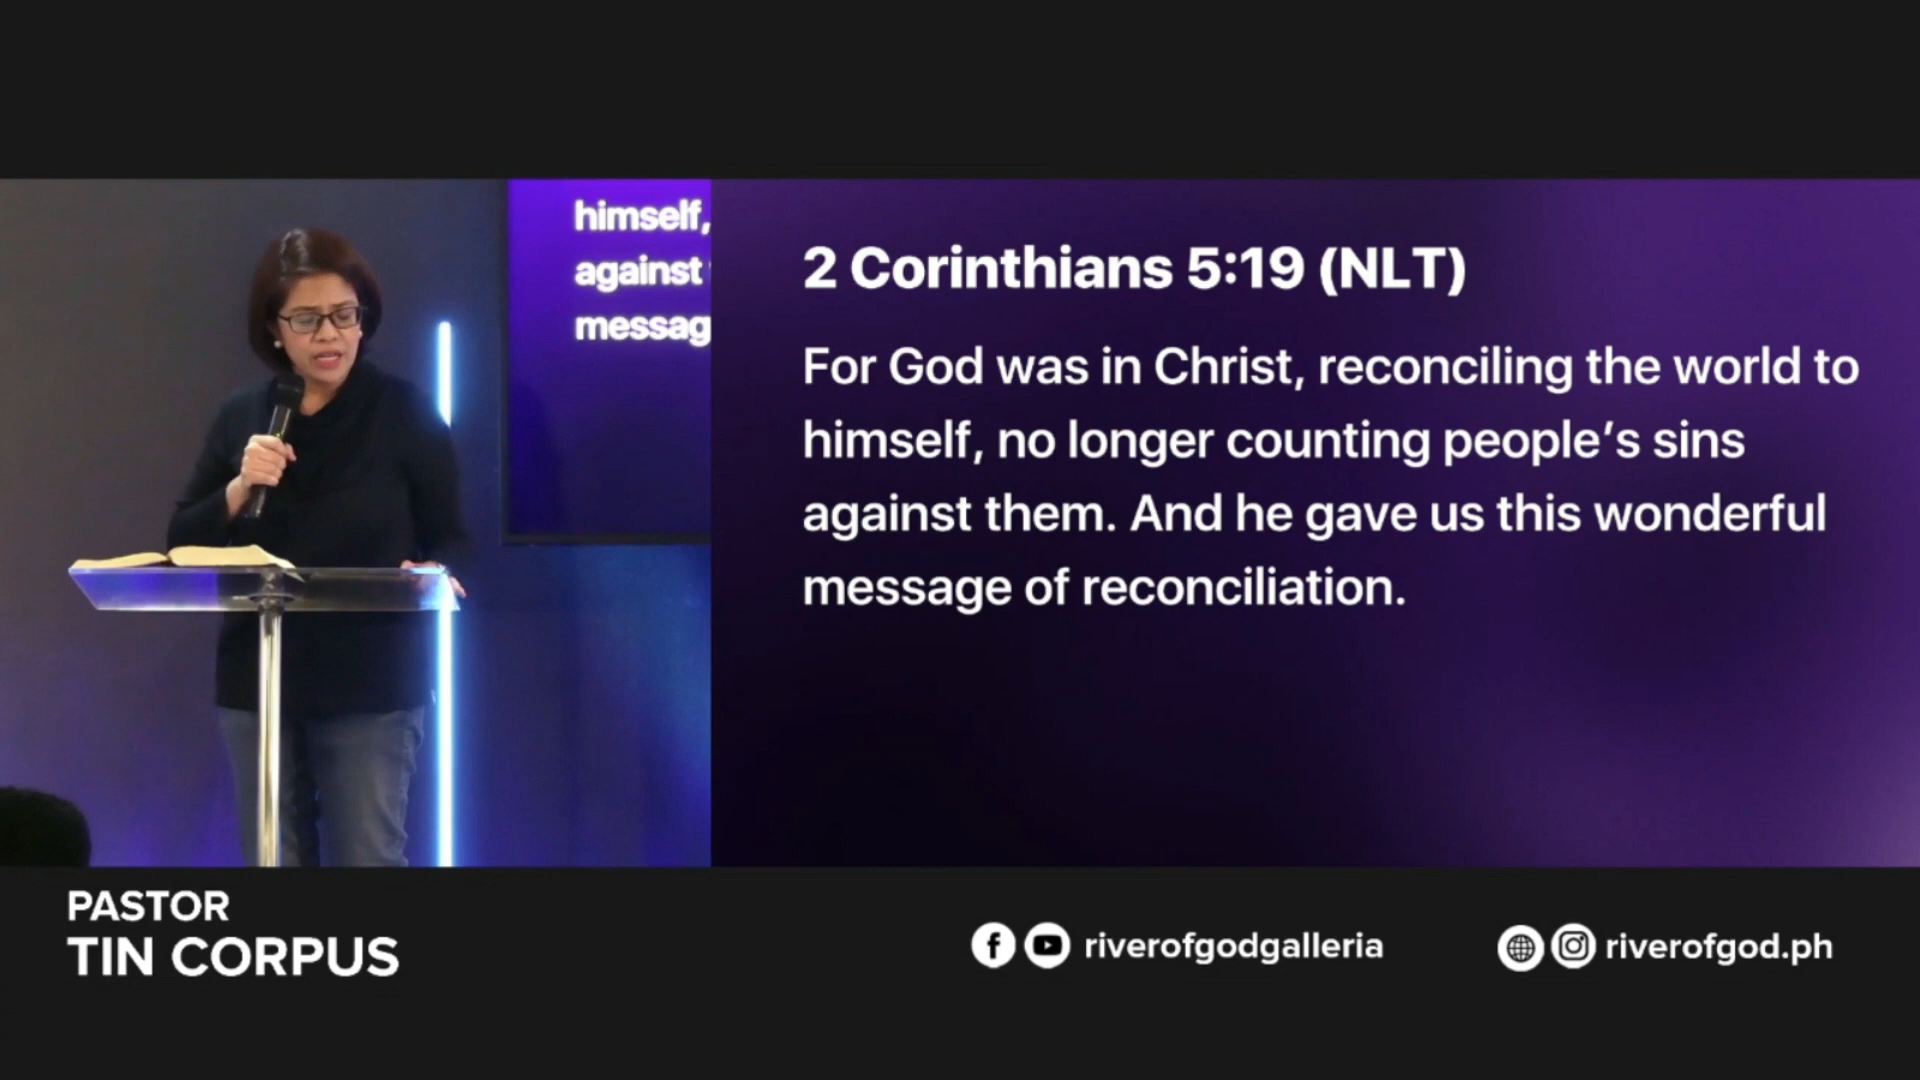 himself,
against
messag
2 Corinthians 5:19 (NLT)
For God was in Christ, reconciling the world to
himself, no longer counting people’s sins
against them. And he gave us this wonderful
message of reconciliation.
PASTOR
TIN CORPUS
riverofgodgalleria
riverofgod.ph